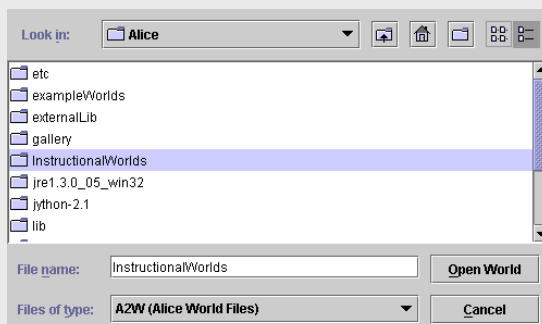 Look in: Alice
etc
exampleWorlds
externalLib
gallery
InstructionalWorlds
jre1.3.0_05_win32
jython-2.1
lib
File name: InstructionalWorlds Open World
Files of type: A2W (Alice World Files) Cancel